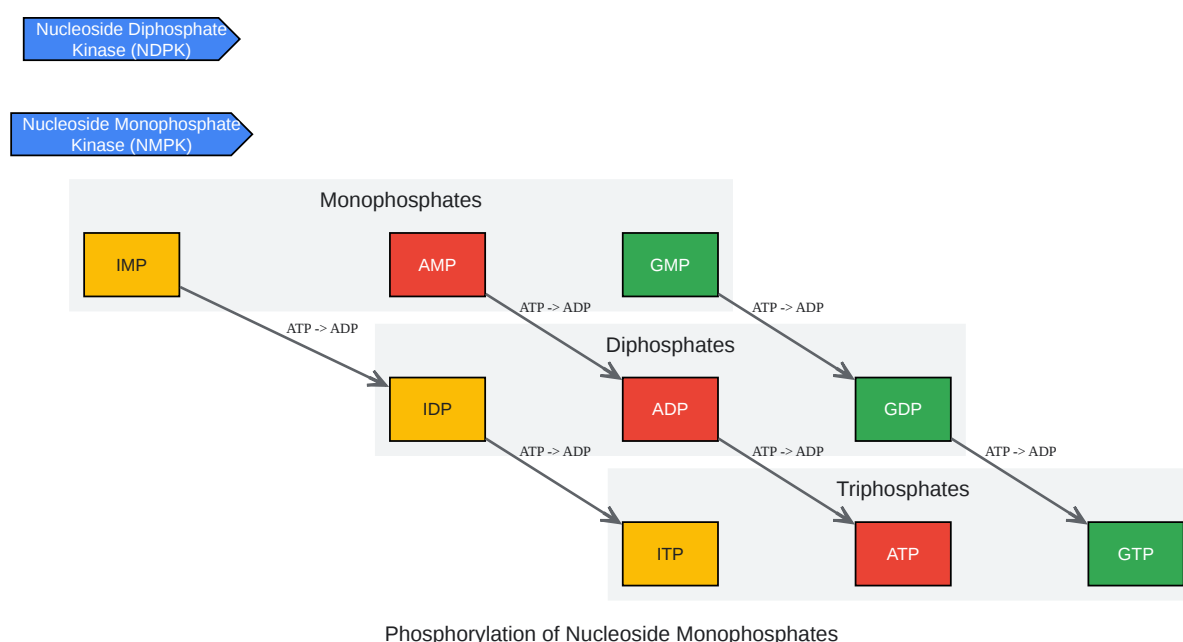 Nucleoside Diphosphate
Kinase (NDPK)
Nucleoside Monophosphate
Kinase (NMPK)
Monophosphates
IMP
AMP
GMP
ATP -> ADP
ATP -> ADP
ATP -> ADP
Diphosphates
IDP
ADP
GDP
ATP -> ADP
ATP -> ADP
ATP -> ADP
Triphosphates
ITP
ATP
GTP
Phosphorylation of Nucleoside Monophosphates